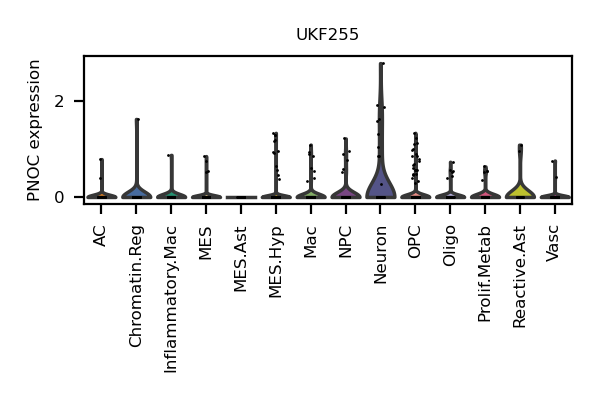 UKF255
PNOC expression
2
0
AC
Chromatin.Reg
Inflammatory.Mac
MES
MES.Ast
MES.Hyp
Mac
NPC
Neuron
OPC
Oligo
Prolif.Metab
Reactive.Ast
Vasc